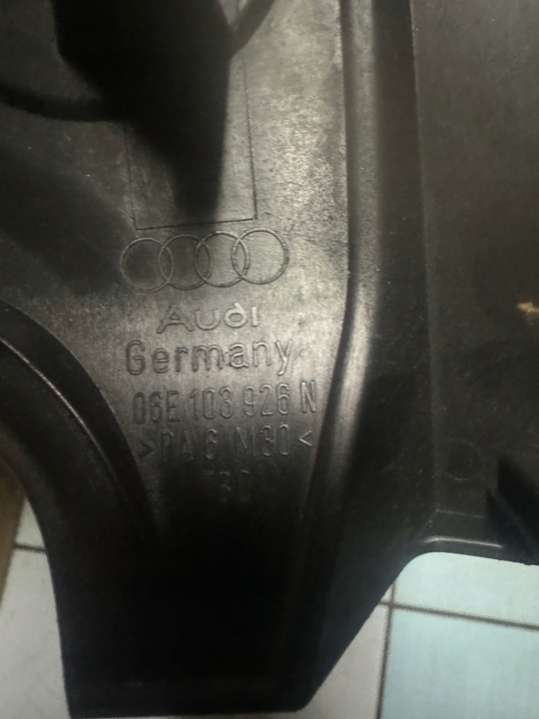 Audi
Germany
06E 103 926 N
>PA6 M30<